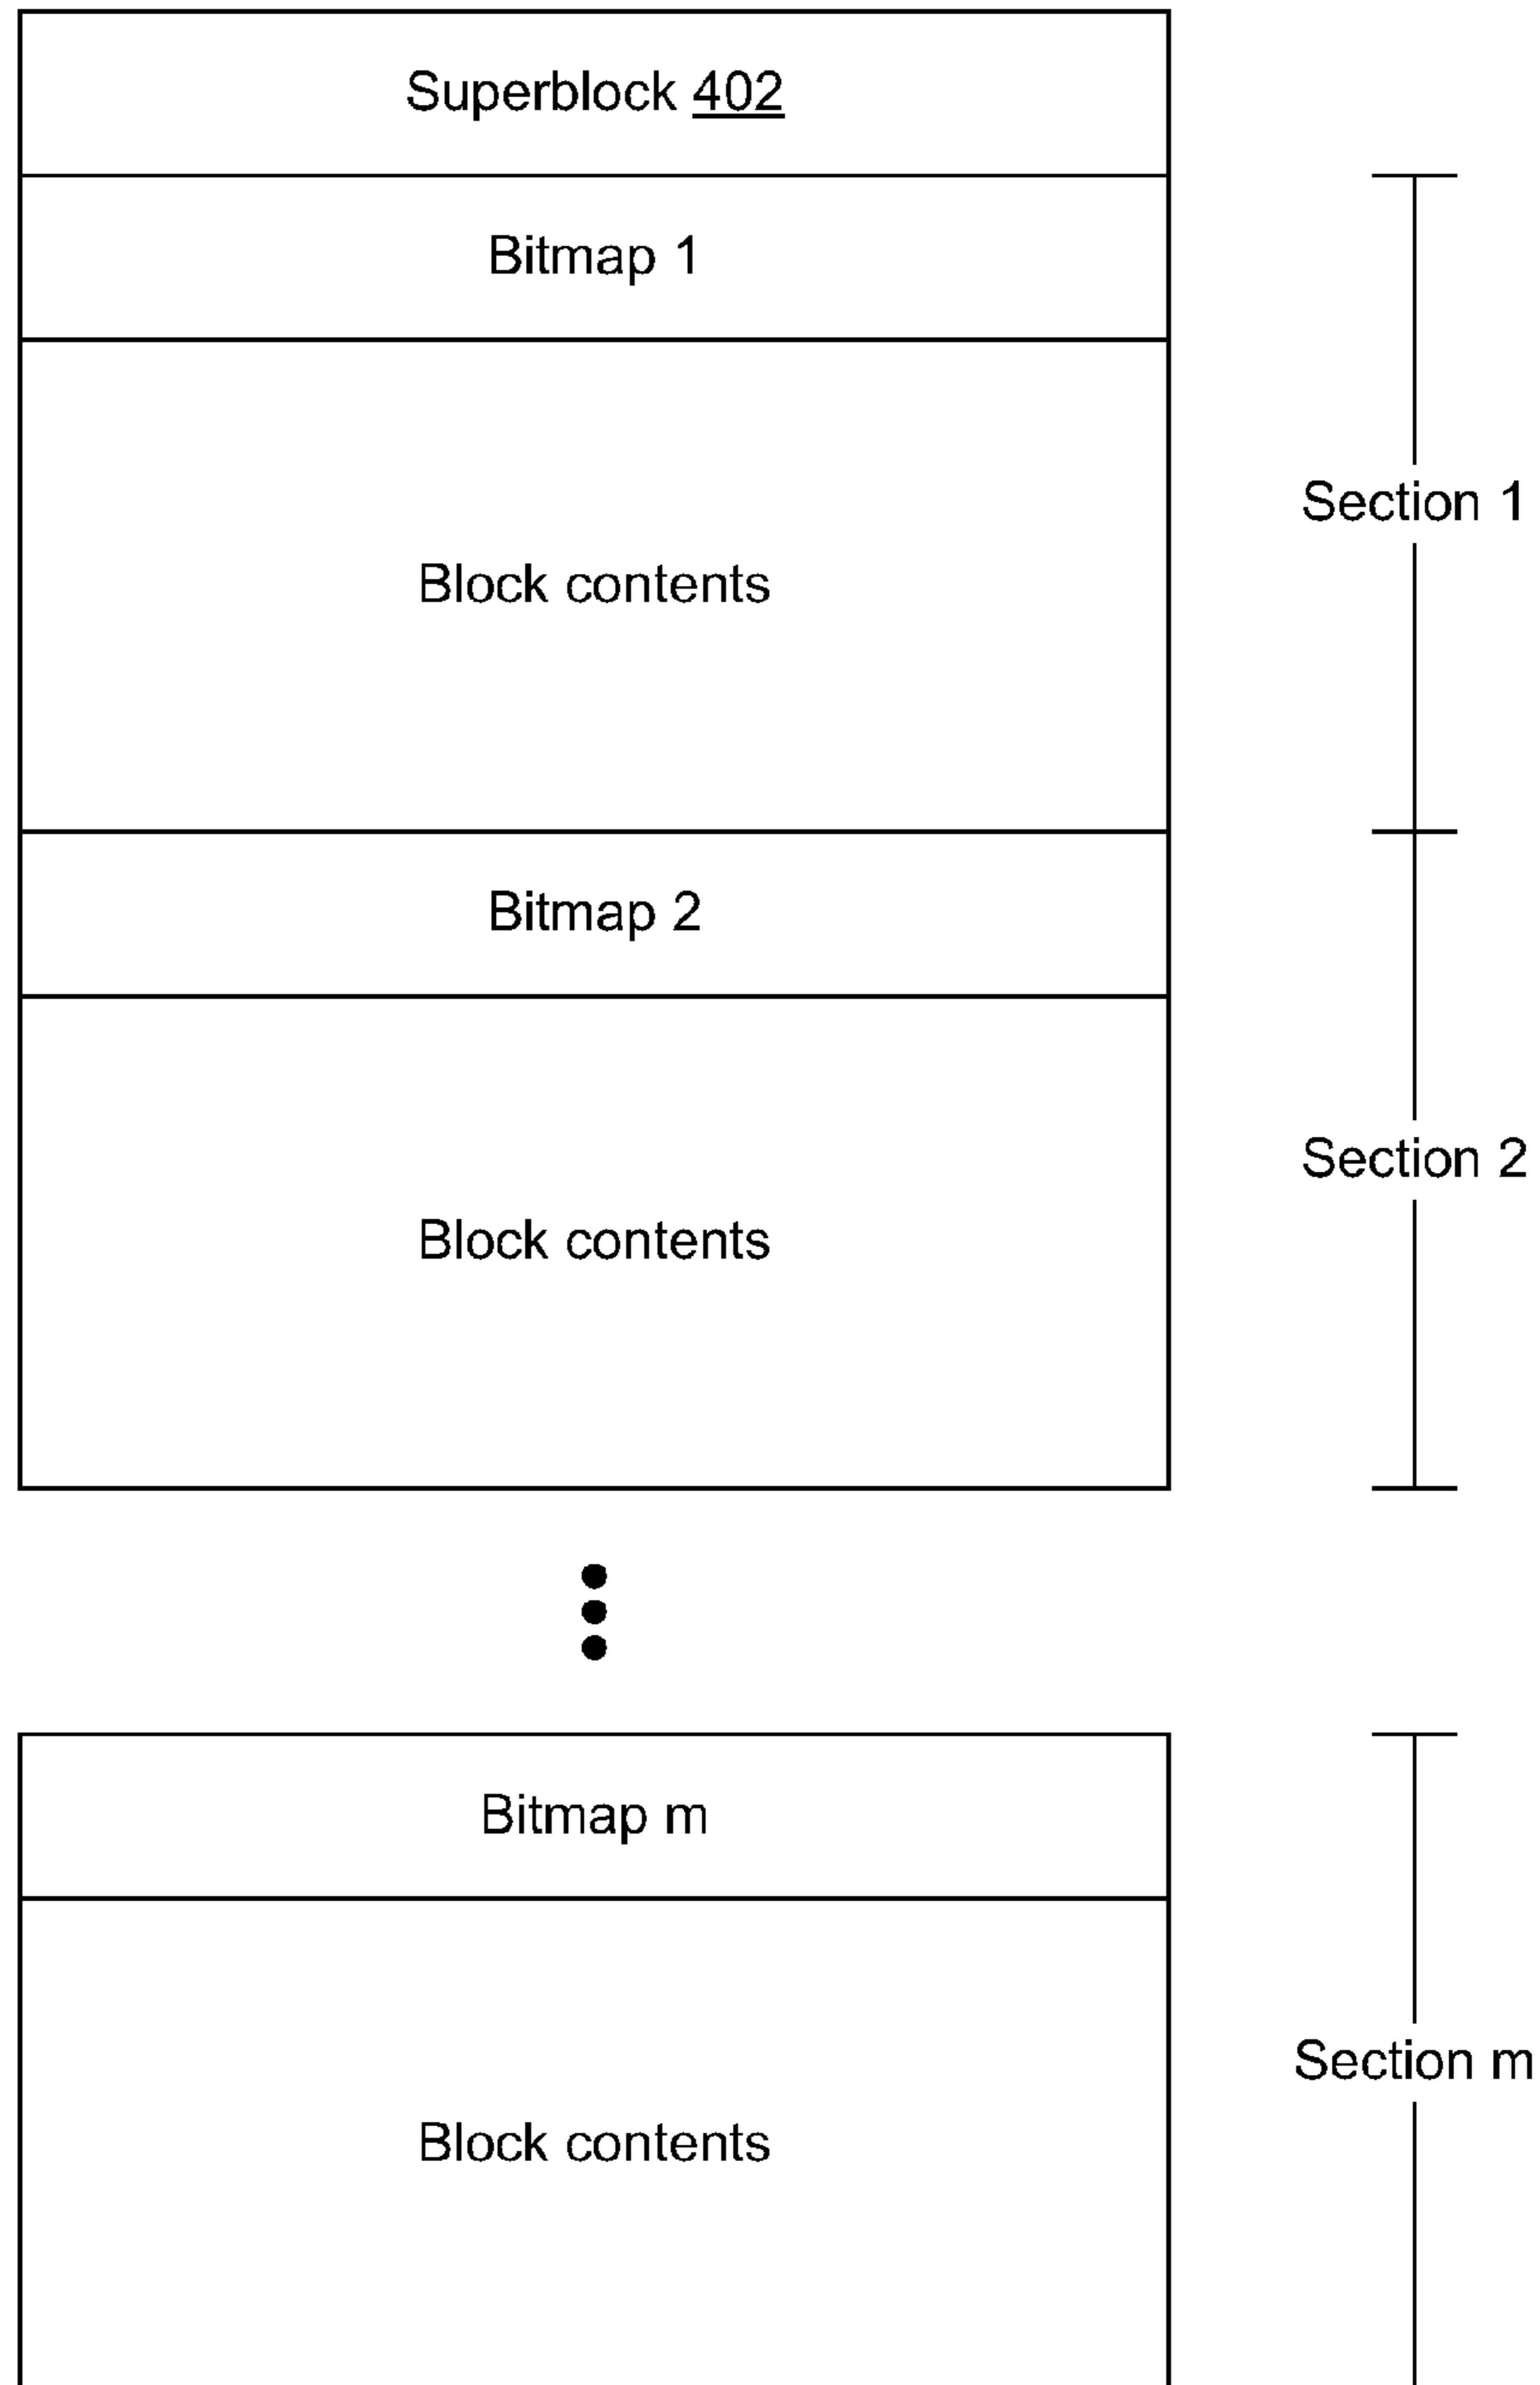 Superblock 402
Bitmap 1
Section 1
Block contents
Bitmap 2
Section 2
Block contents
Bitmap m
Section m
Block contents